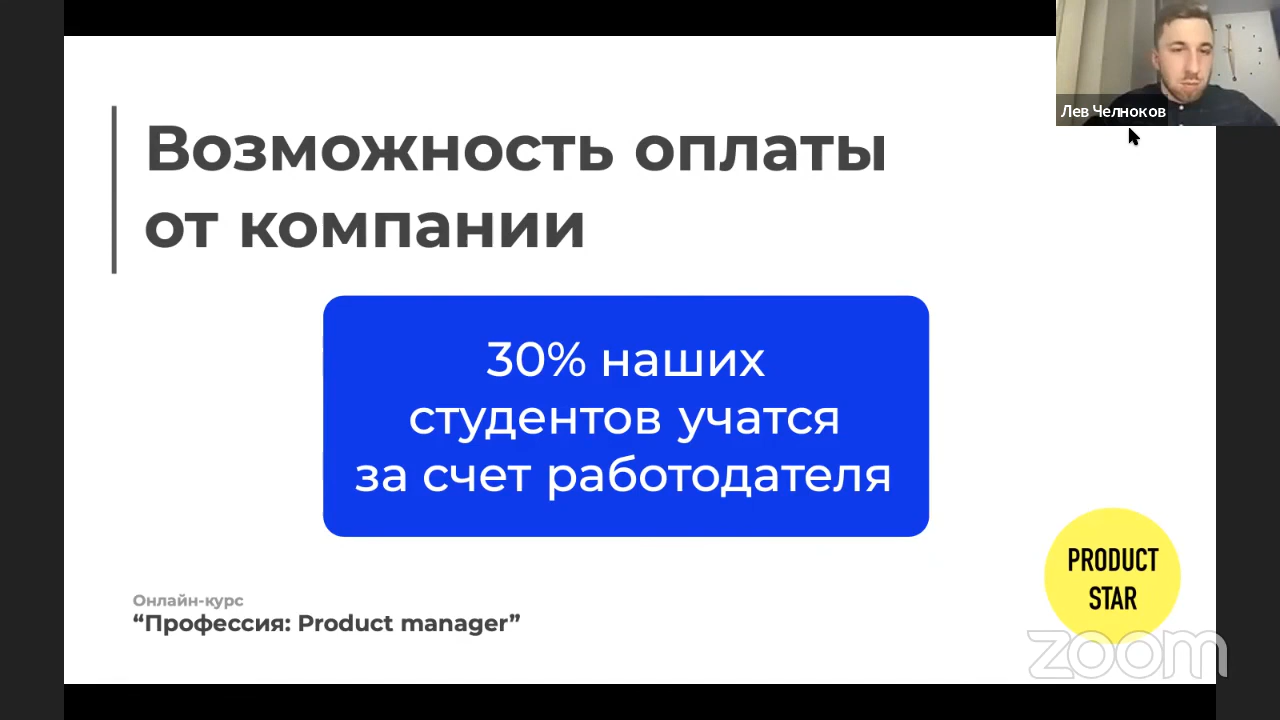 Лев Челноков
Возможность оплаты
от компании
30% наших
студентов учатся
за счет работодателя
PRODUCT
STAR
Онлайн-курс
“Профессия: Product manager”
zoom